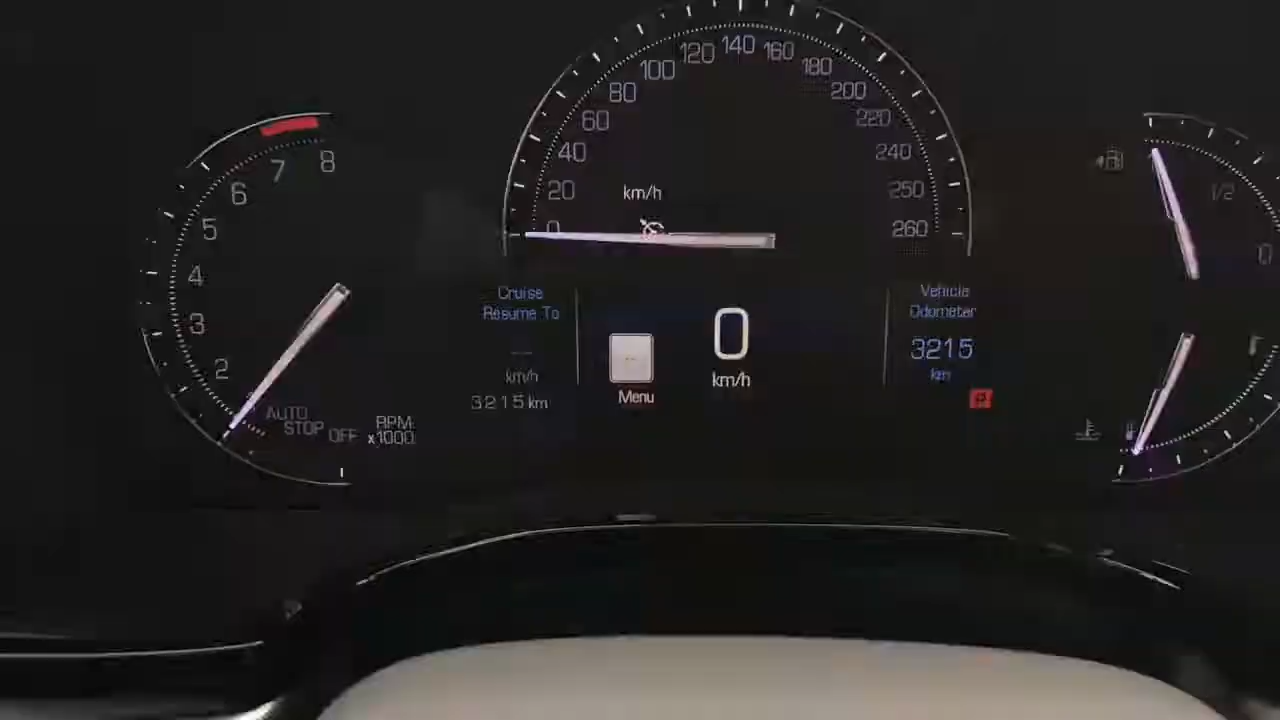 8
7
6
5
4
3
2
AUTO
STOP
OFF
RPM
x1000
0
20
40
60
80
100
120
140
160
180
200
220
240
250
260
km/h
Cruise
Resume To
--
km/h
3215 km
Menu
0
km/h
Vehicle
Odometer
3215
km
1/2
0
F